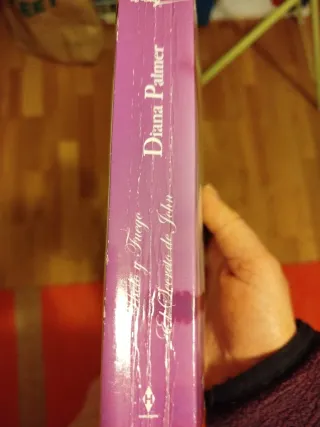 Diana Palmer
Hielo y Fuego
El Secreto de John